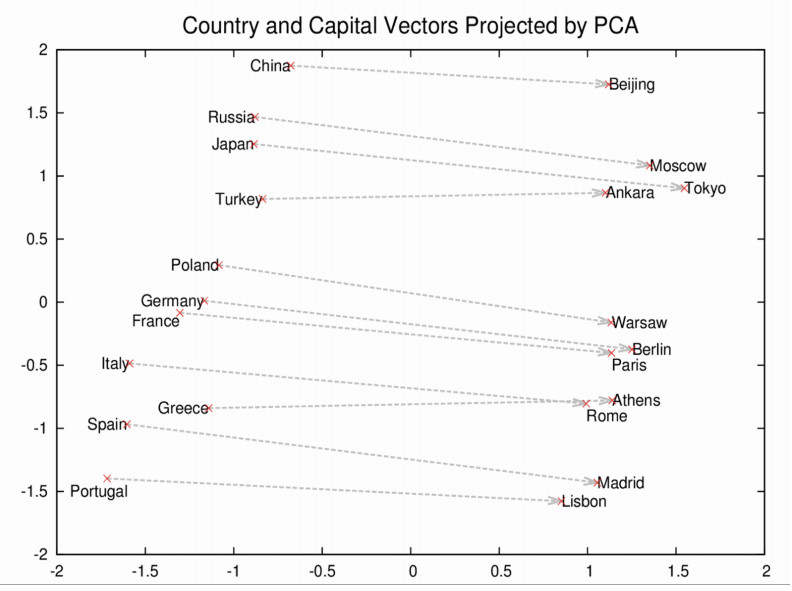 Country and Capital Vectors Projected by PCA
2
China
Beijing
1.5
Russia
Japan
Moscow
1
Tokyo
Turkey
Ankara
0.5
Poland
0
Germany
France
Warsaw
Berlin
-0.5
Italy
Paris
Athens
Greece
Rome
-1
Spain
Madrid
-1.5
Portugal
Lisbon
-2
-2 -1.5 -1 -0.5 0 0.5 1 1.5 2